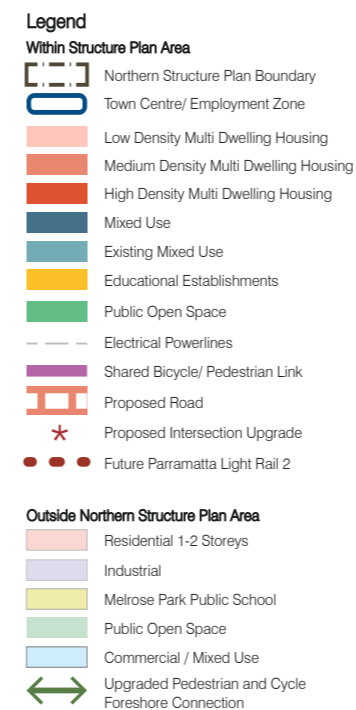 Legend
Within Structure Plan Area
Northern Structure Plan Boundary
Town Centre/ Employment Zone
Low Density Multi Dwelling Housing
Medium Density Multi Dwelling Housing
High Density Multi Dwelling Housing
Mixed Use
Existing Mixed Use
Educational Establishments
Public Open Space
Electrical Powerlines
Shared Bicycle/ Pedestrian Link
Proposed Road
Proposed Intersection Upgrade
Future Parramatta Light Rail 2
Outside Northern Structure Plan Area
Residential 1-2 Storeys
Industrial
Melrose Park Public School
Public Open Space
Commercial / Mixed Use
Upgraded Pedestrian and Cycle
Foreshore Connection